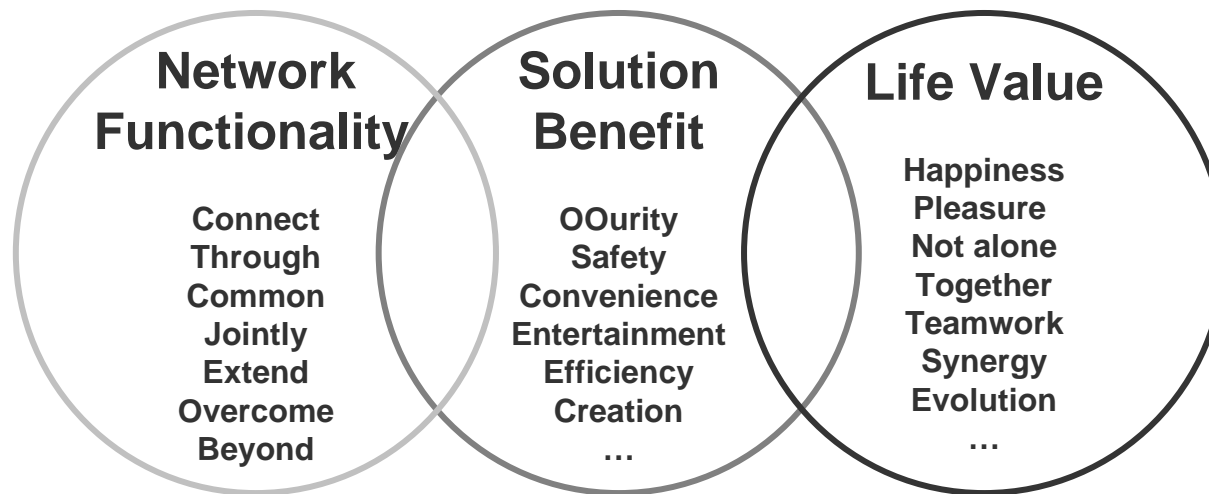 Network
Functionality
Connect
Through
Common
Jointly
Extend
Overcome
Beyond
Solution
Benefit
OOurity
Safety
Convenience
Entertainment
Efficiency
Creation
…
Life Value
Happiness
Pleasure
Not alone
Together
Teamwork
Synergy
Evolution
…